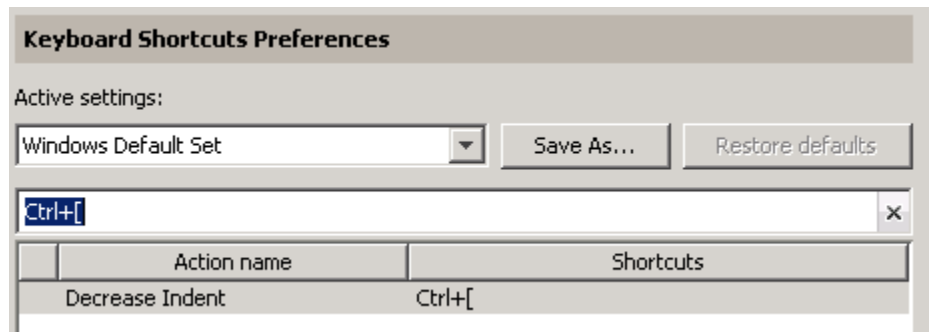 Keyboard Shortcuts Preferences
Active settings:
Windows Default Set Save As... Restore defaults
Ctrl+[
Action name Shortcuts
Decrease Indent Ctrl+[